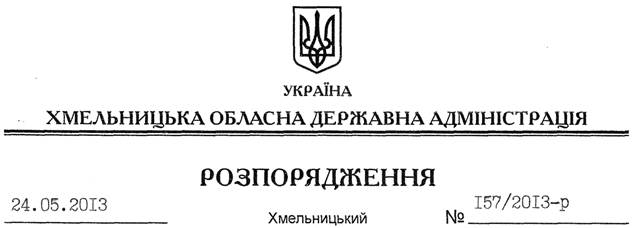 УКРАЇНА
ХМЕЛЬНИЦЬКА ОБЛАСНА ДЕРЖАВНА АДМІНІСТРАЦІЯ
РОЗПОРЯДЖЕННЯ
24.05.2013 Хмельницький № 157/2013-р